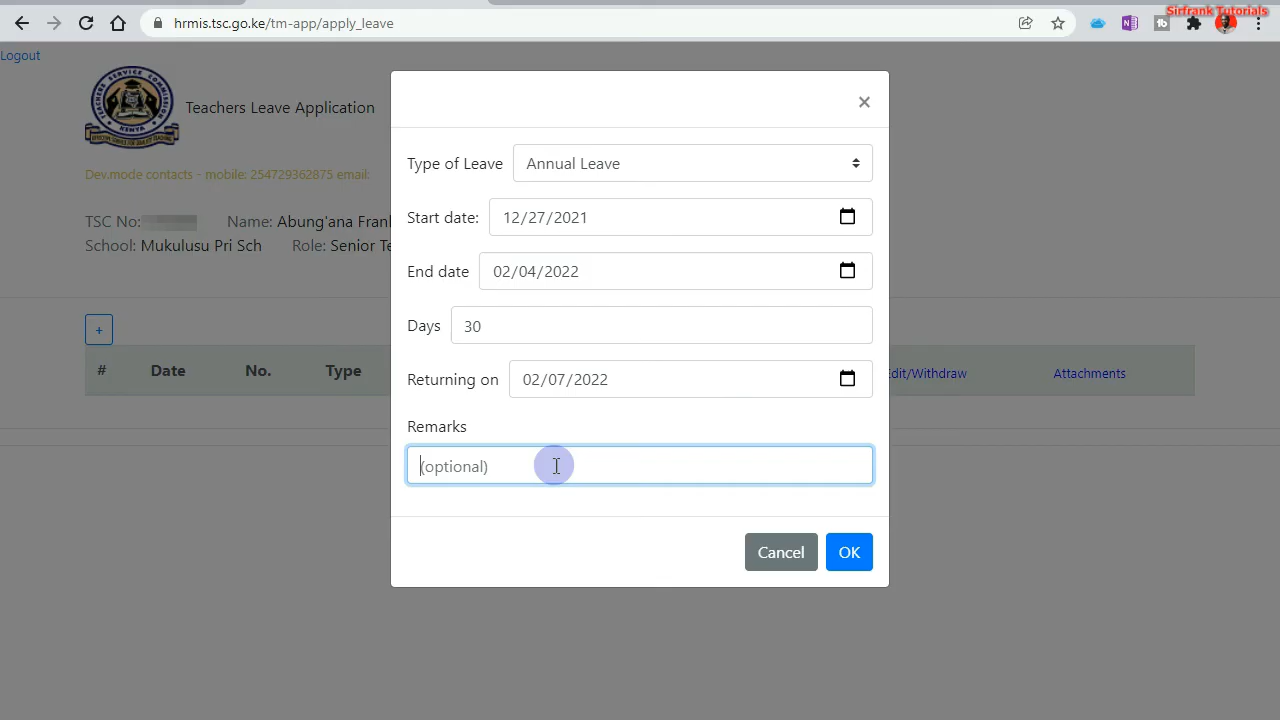 Sirfrank Tutorials
hrmis.tsc.go.ke/tm-app/apply_leave
Logout
Teachers Leave Application
Dev.mode contacts - mobile: 254729362875 email:
TSC No: Name: Abung'ana Frank
School: Mukulusu Pri Sch Role: Senior Te
+
# Date No. Type Edit/Withdraw Attachments
×
Type of Leave Annual Leave
Start date: 12/27/2021
End date 02/04/2022
Days 30
Returning on 02/07/2022
Remarks
(optional)
Cancel OK